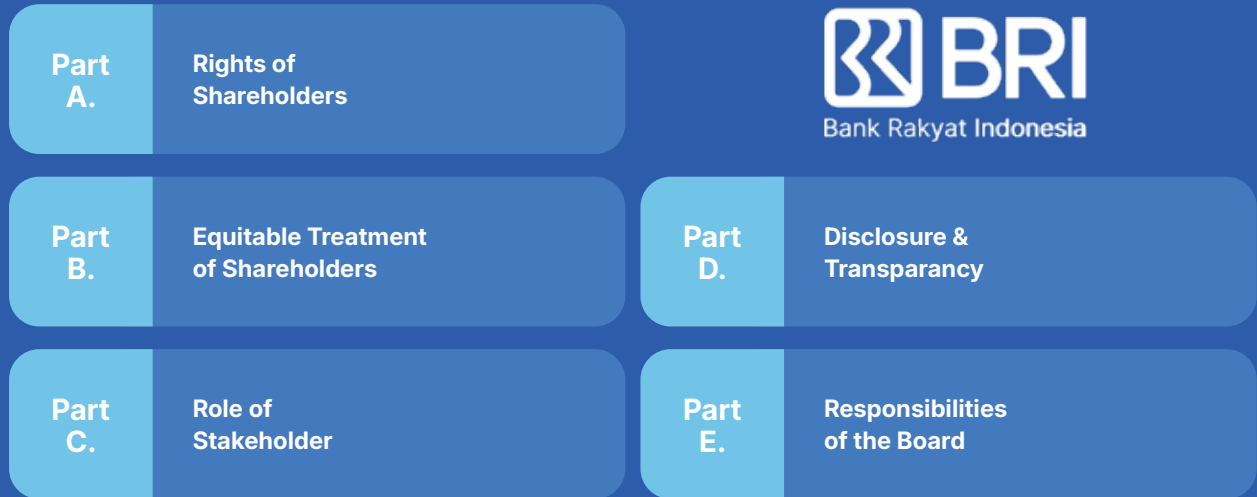 Part
A.
Rights of
Shareholders
BRI
Bank Rakyat Indonesia
Part
B.
Equitable Treatment
of Shareholders
Part
C.
Role of
Stakeholder
Part
D.
Disclosure &
Transparancy
Part
E.
Responsibilities
of the Board